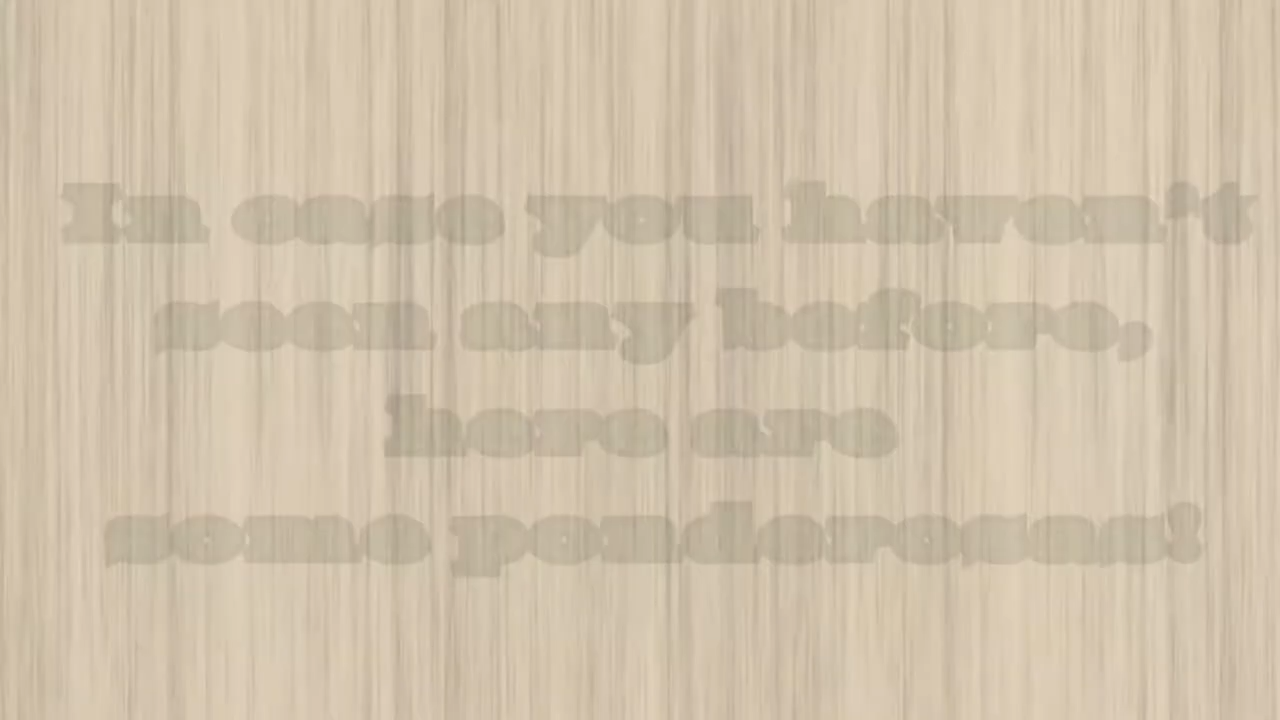 In case you haven't
seen any before,
here are
some ponderosas!